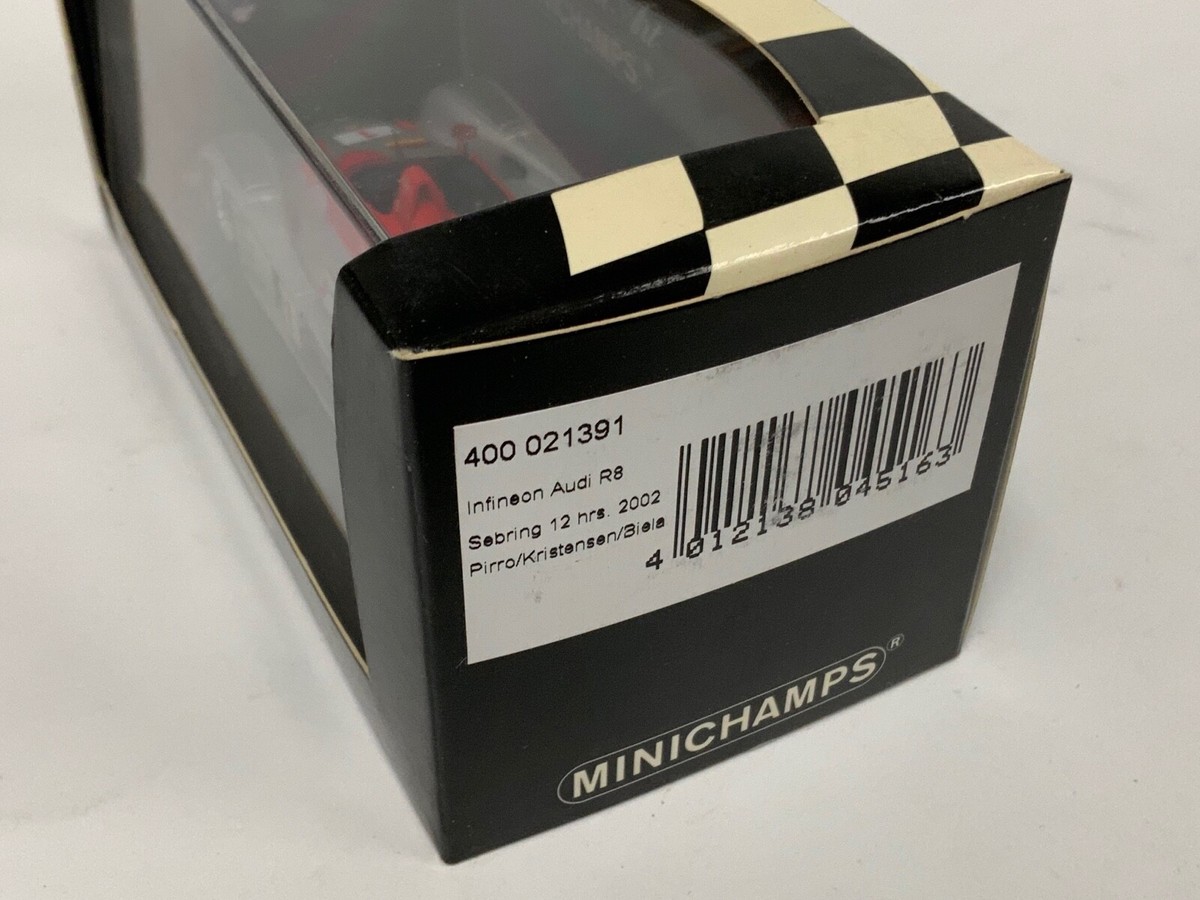 400 021391
Infineon Audi R8
Sebring 12 hrs. 2002
Pirro/Kristensen/Biela
4 012138 045163
MINICHAMPS®